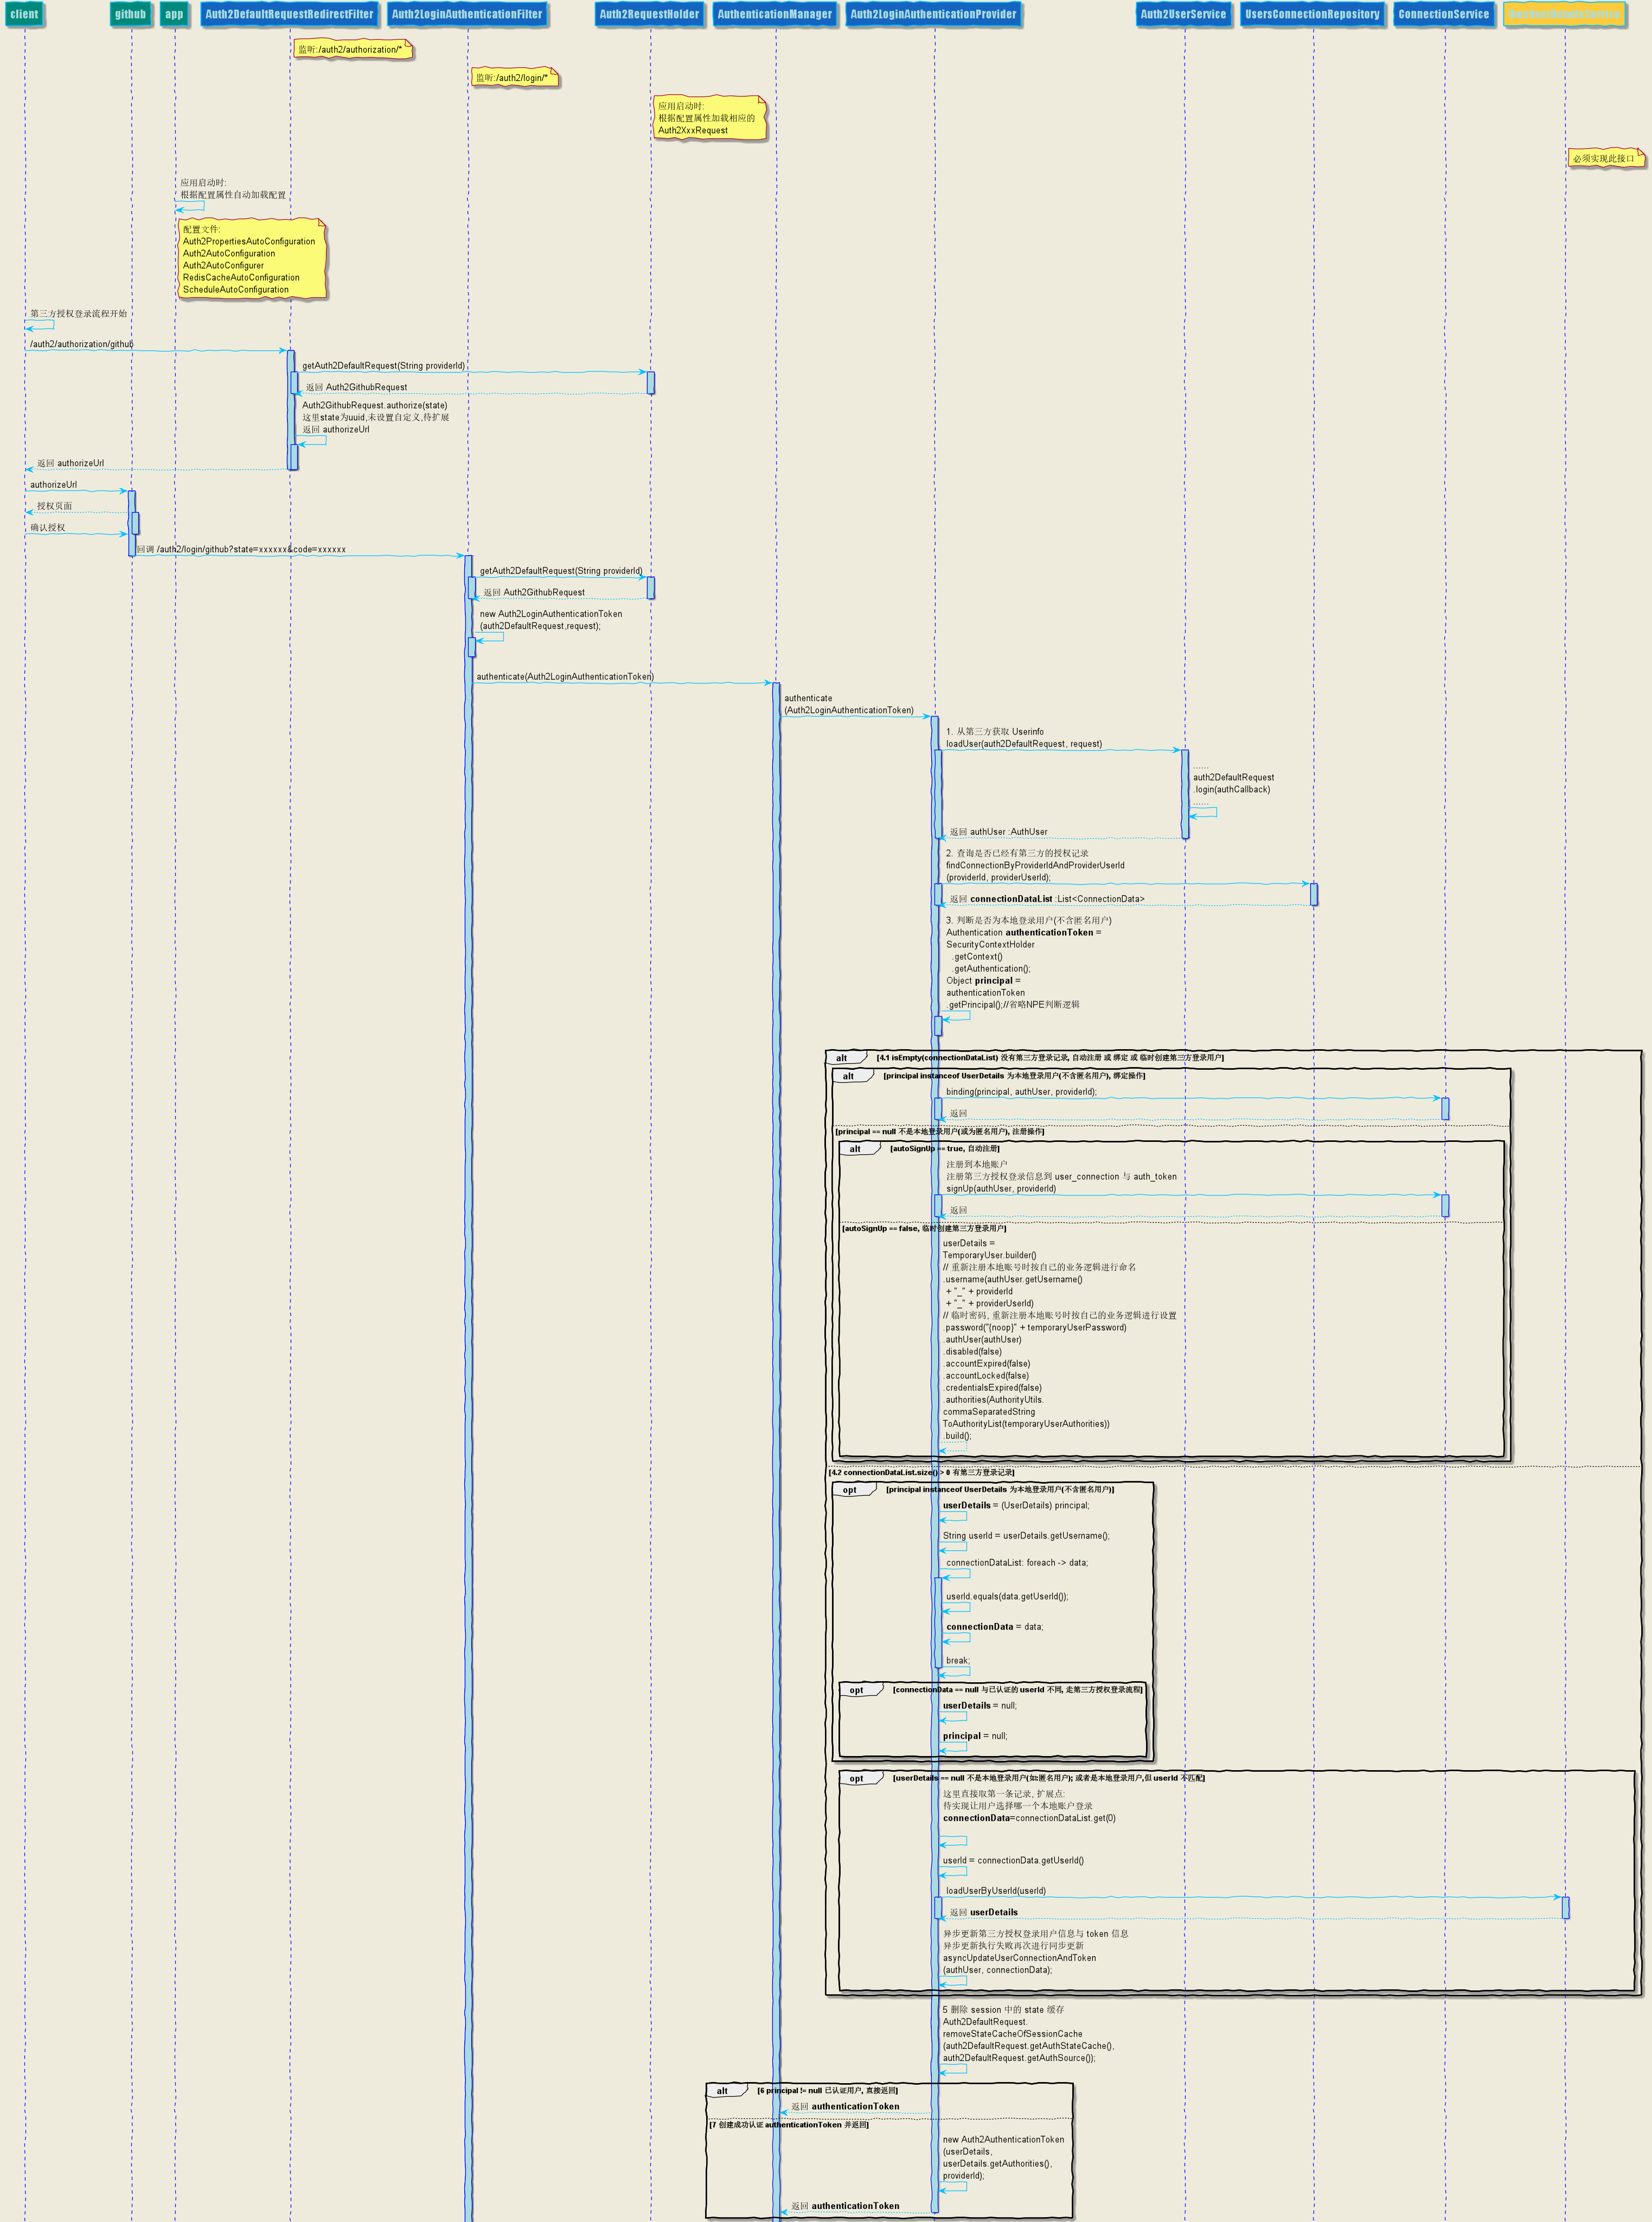 client
github
app
Auth2DefaultRequestRedirectFilter
Auth2LoginAuthenticationFilter
Auth2RequestHolder
AuthenticationManager
Auth2LoginAuthenticationProvider
Auth2UserService
UsersConnectionRepository
ConnectionService
监听:/auth2/authorization/*
监听:/auth2/login/*
应用启动时:
根据配置属性加载相应的
Auth2XxxRequest
必须实现此接口
应用启动时:
根据配置属性自动加载配置
配置文件:
Auth2PropertiesAutoConfiguration
Auth2AutoConfiguration
Auth2AutoConfigurer
RedisCacheAutoConfiguration
ScheduleAutoConfiguration
第三方授权登录流程开始
/auth2/authorization/github
getAuth2DefaultRequest(String providerId)
返回 Auth2GithubRequest
Auth2GithubRequest.authorize(state)
这里state为uuid,未设置自定义,待扩展
返回 authorizeUrl
返回 authorizeUrl
authorizeUrl
授权页面
确认授权
回调 /auth2/login/github?state=xxxxxx&code=xxxxxx
getAuth2DefaultRequest(String providerId)
返回 Auth2GithubRequest
new Auth2LoginAuthenticationToken
(auth2DefaultRequest,request);
authenticate(Auth2LoginAuthenticationToken)
authenticate
(Auth2LoginAuthenticationToken)
1. 从第三方获取 Userinfo
loadUser(auth2DefaultRequest, request)
......
auth2DefaultRequest
.login(authCallback)
......
返回 authUser :AuthUser
2. 查询是否已经有第三方的授权记录
findConnectionByProviderIdAndProviderUserId
(providerId, providerUserId);
返回 connectionDataList :List<ConnectionData>
3. 判断是否为本地登录用户(不含匿名用户)
Authentication authenticationToken =
SecurityContextHolder
.getContext()
.getAuthentication();
Object principal =
authenticationToken
.getPrincipal();//省略NPE判断逻辑
alt [4.1 isEmpty(connectionDataList) 没有第三方登录记录, 自动注册 或 绑定 或 临时创建第三方登录用户]
alt [principal instanceof UserDetails 为本地登录用户(不含匿名用户), 绑定操作]
binding(principal, authUser, providerId);
返回
[principal == null 不是本地登录用户(或为匿名用户), 注册操作]
alt [autoSignUp == true, 自动注册]
注册到本地账户
注册第三方授权登录信息到 user_connection 与 auth_token
signUp(authUser, providerId)
返回
[autoSignUp == false, 临时创建第三方登录用户]
userDetails =
TemporaryUser.builder()
// 重新注册本地账号时按自己的业务逻辑进行命名
.username(authUser.getUsername()
+ "_" + providerId
+ "_" + providerUserId)
// 临时密码, 重新注册本地账号时按自己的业务逻辑进行设置
.password("{noop}" + temporaryUserPassword)
.authUser(authUser)
.disabled(false)
.accountExpired(false)
.accountLocked(false)
.credentialsExpired(false)
.authorities(AuthorityUtils.
commaSeparatedString
ToAuthorityList(temporaryUserAuthorities))
.build();
[4.2 connectionDataList.size() > 0 有第三方登录记录]
opt [principal instanceof UserDetails 为本地登录用户(不含匿名用户)]
userDetails = (UserDetails) principal;
String userId = userDetails.getUsername();
connectionDataList: foreach -> data;
userId.equals(data.getUserId());
connectionData = data;
break;
opt [connectionData == null 与已认证的 userId 不同, 走第三方授权登录流程]
userDetails = null;
principal = null;
opt [userDetails == null 不是本地登录用户(如:匿名用户); 或者是本地登录用户,但 userId 不匹配]
这里直接取第一条记录, 扩展点:
待实现让用户选择哪一个本地账户登录
connectionData=connectionDataList.get(0)
userId = connectionData.getUserId()
loadUserByUserId(userId)
返回 userDetails
异步更新第三方授权登录用户信息与 token 信息
异步更新执行失败再次进行同步更新
asyncUpdateUserConnectionAndToken
(authUser, connectionData);
5 删除 session 中的 state 缓存
Auth2DefaultRequest.
removeStateCacheOfSessionCache
(auth2DefaultRequest.getAuthStateCache(),
auth2DefaultRequest.getAuthSource());
alt [6 principal != null 已认证用户, 直接返回]
返回 authenticationToken
[7 创建成功认证 authenticationToken 并返回]
new Auth2AuthenticationToken
(userDetails,
userDetails.getAuthorities(),
providerId);
返回 authenticationToken